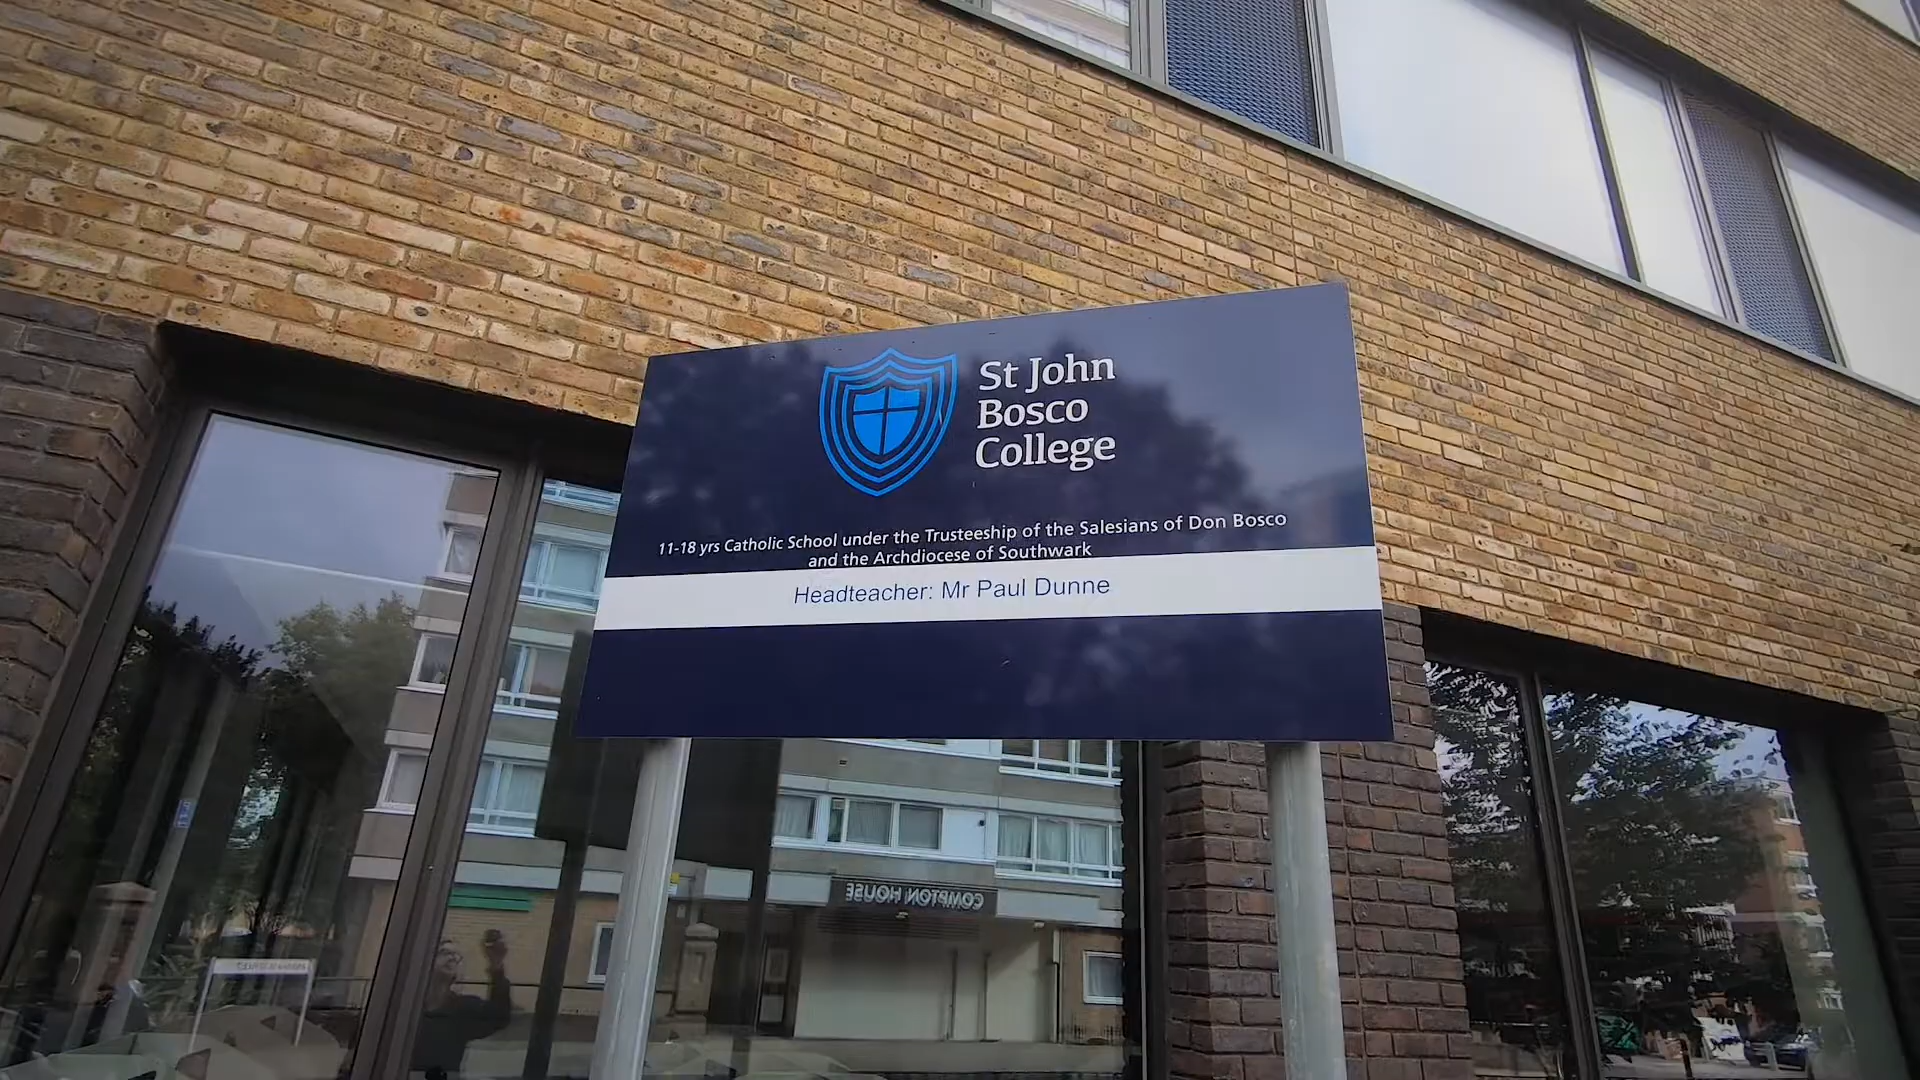 St John
Bosco
College
11-18 yrs Catholic School under the Trusteeship of the Salesians of Don Bosco
and the Archdiocese of Southwark
Headteacher: Mr Paul Dunne
COMPTON HOUSE